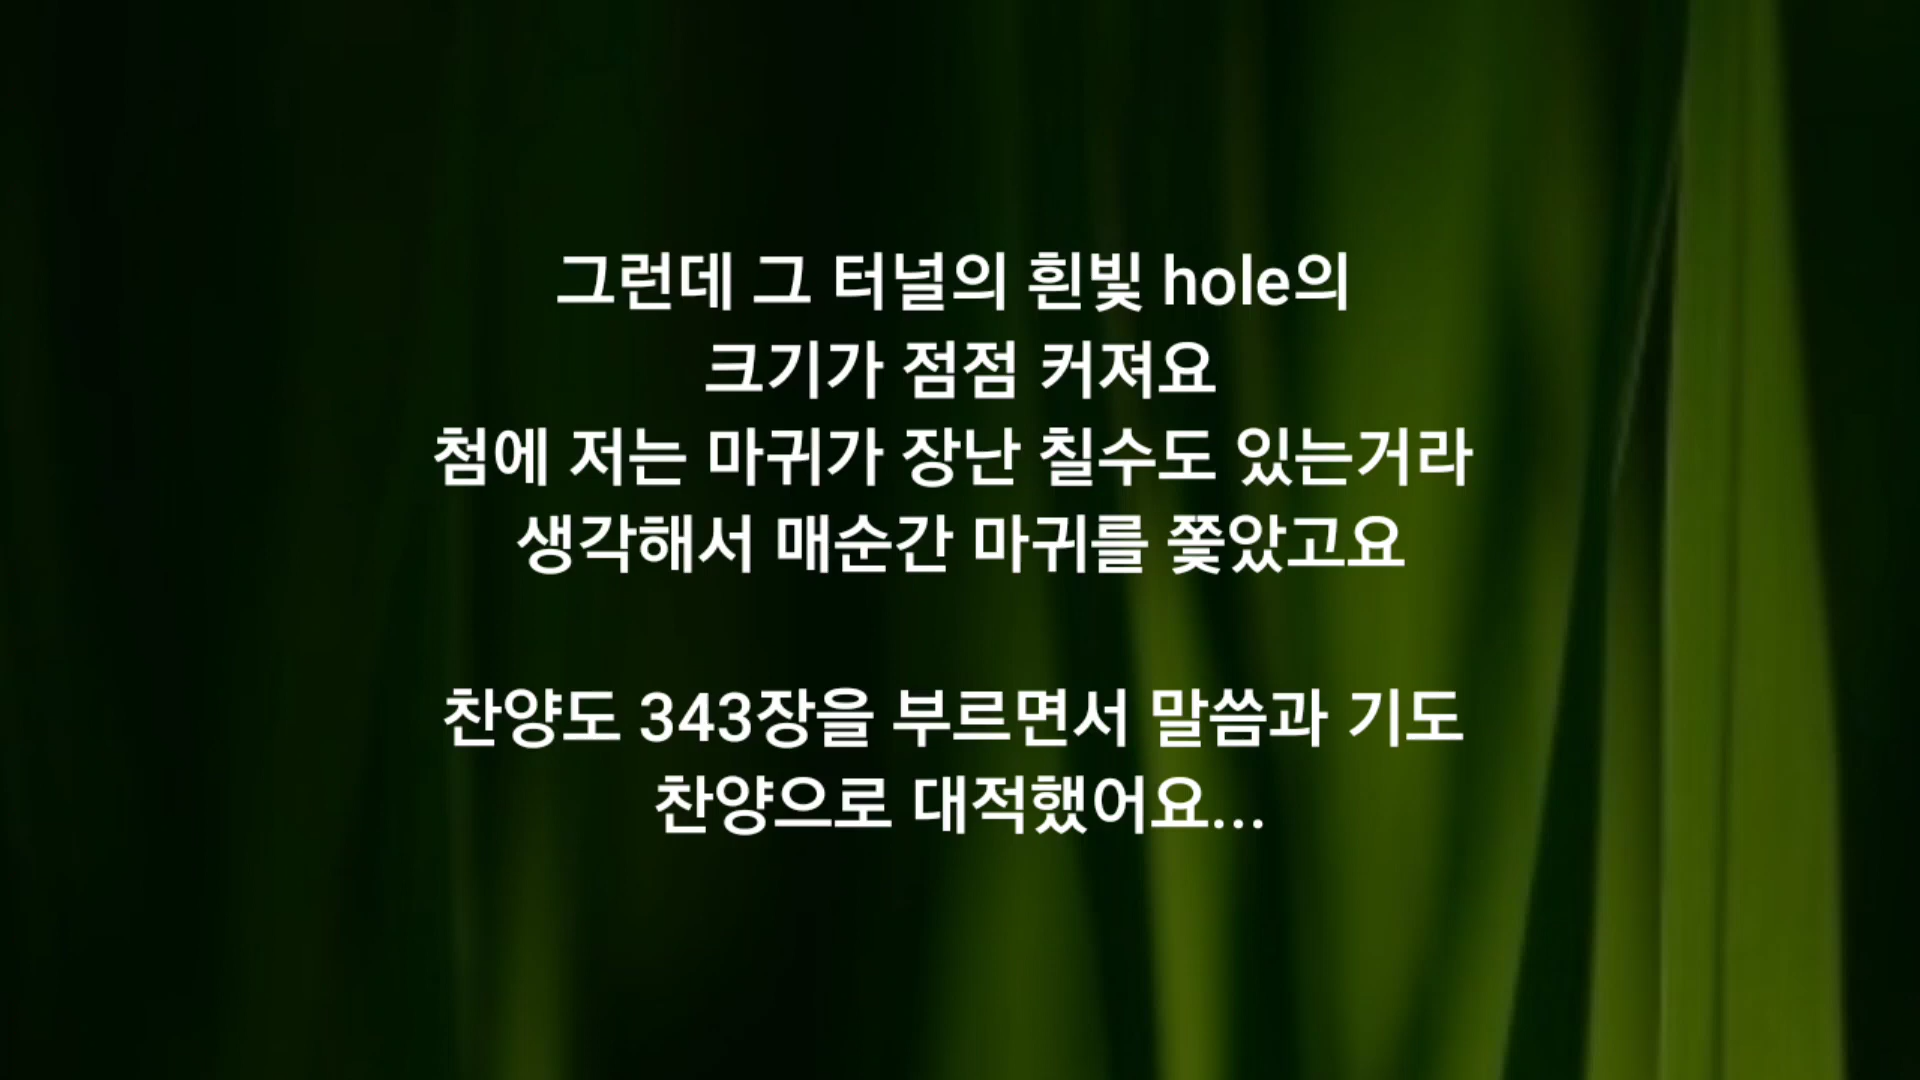 그런데 그 터널의 흰빛 hole의
크기가 점점 커져요
첨에 저는 마귀가 장난 칠수도 있는거라
생각해서 매순간 마귀를 쫓았고요
찬양도 343장을 부르면서 말씀과 기도
찬양으로 대적했어요...